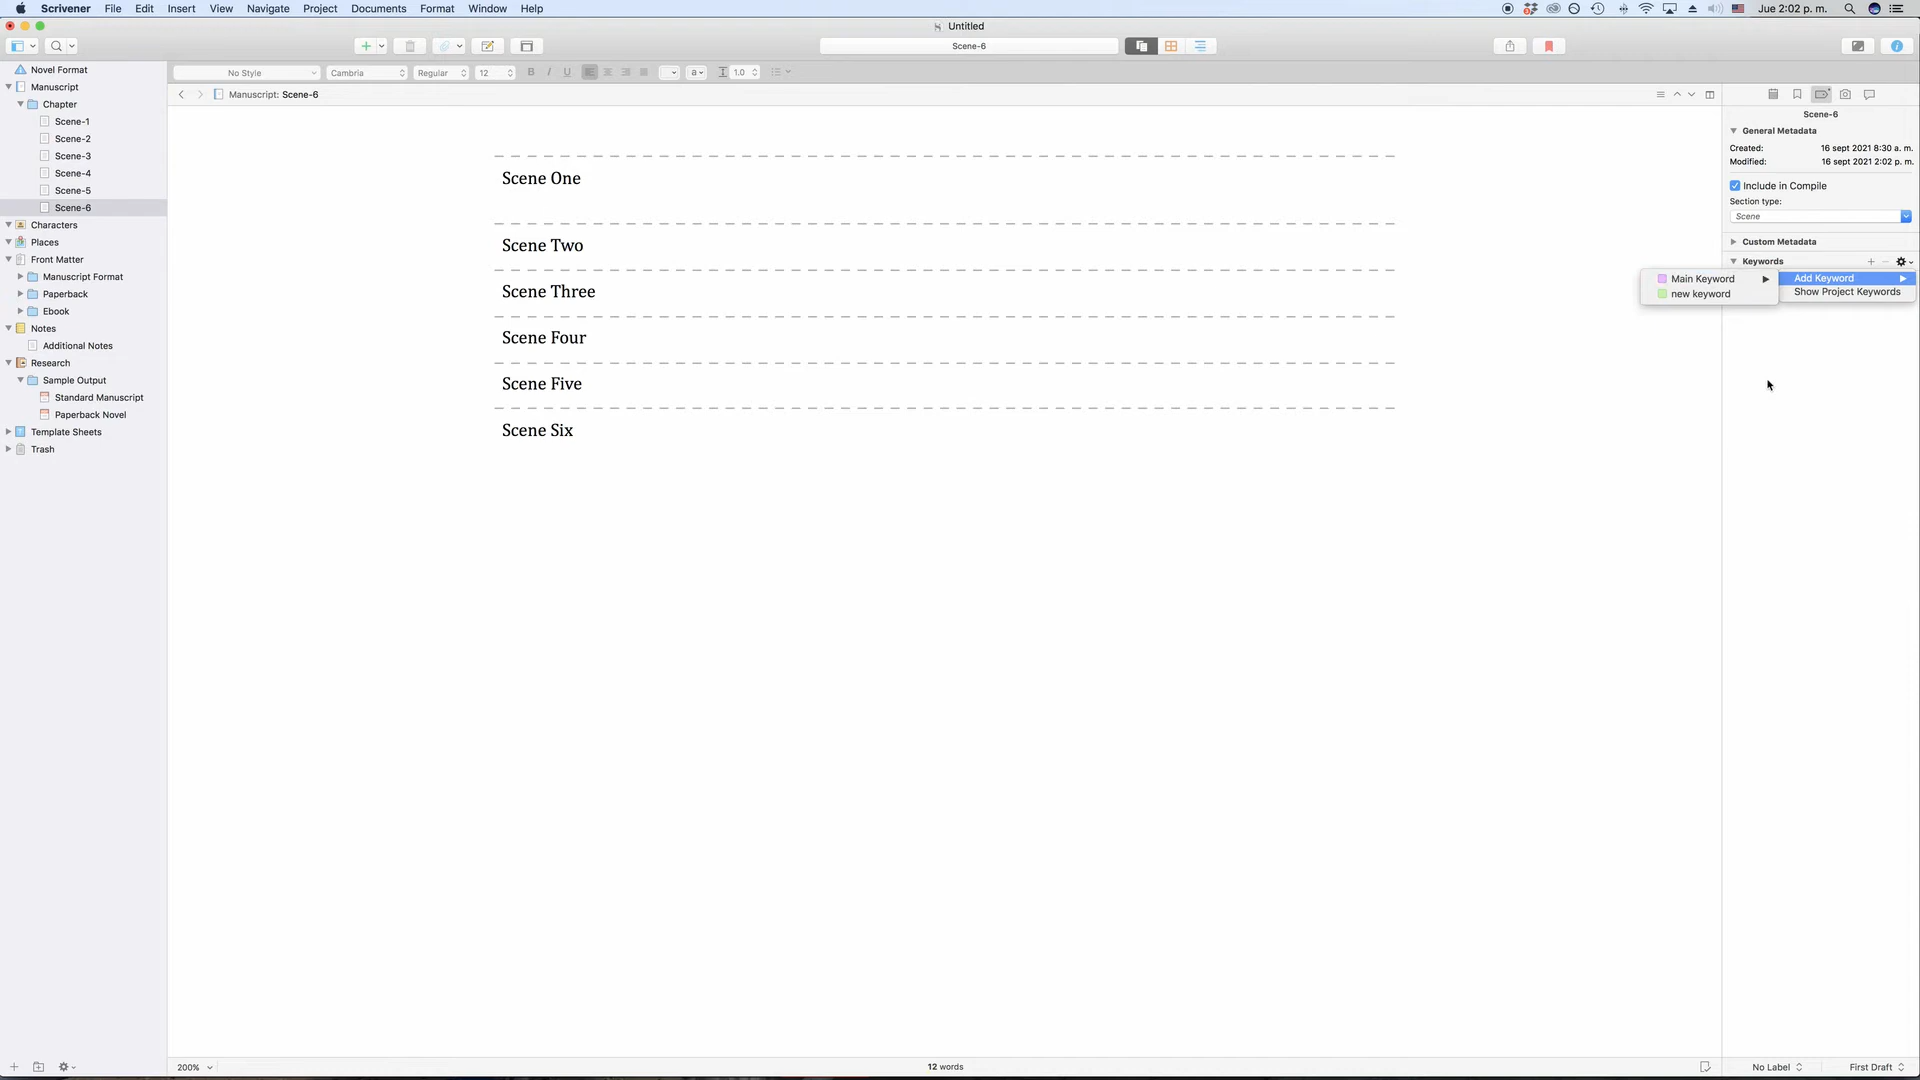 Scrivener File Edit Insert View Navigate Project Documents Format Window Help Jue 2:02 p. m.
Untitled
Scene-6
No Style Cambria Regular 12 B I U a 1.0
Manuscript: Scene-6
Novel Format
Manuscript
Chapter
Scene-1
Scene-2
Scene-3
Scene-4
Scene-5
Scene-6
Characters
Places
Front Matter
Manuscript Format
Paperback
Ebook
Notes
Additional Notes
Research
Sample Output
Standard Manuscript
Paperback Novel
Template Sheets
Trash
Scene One
Scene Two
Scene Three
Scene Four
Scene Five
Scene Six
Scene-6
General Metadata
Created: 16 sept 2021 8:30 a. m.
Modified: 16 sept 2021 2:02 p. m.
Include in Compile
Section type:
Scene
Custom Metadata
Keywords
Main Keyword
new keyword
Add Keyword
Show Project Keywords
200%
12 words
No Label
First Draft